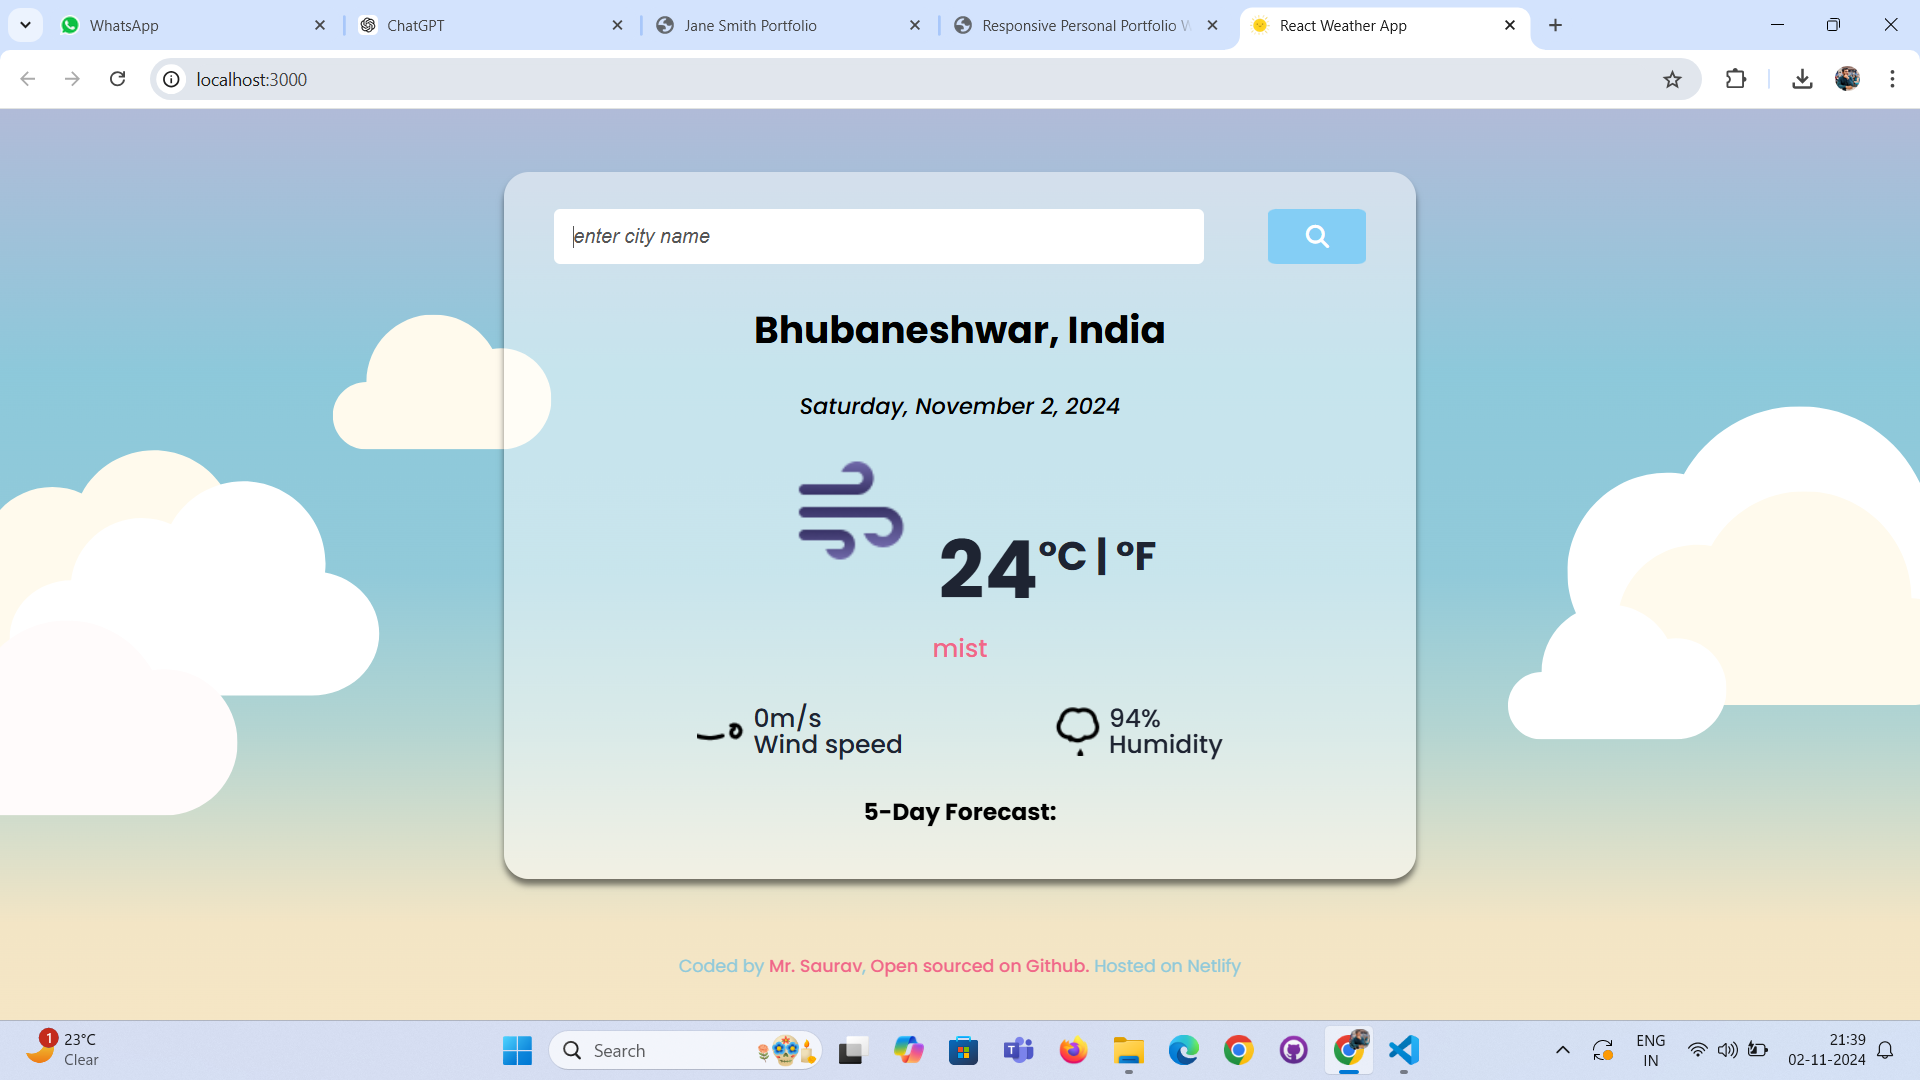 WhatsApp
ChatGPT
Jane Smith Portfolio
Responsive Personal Portfolio W
React Weather App
localhost:3000
enter city name
Bhubaneshwar, India
Saturday, November 2, 2024
24°C | °F
mist
0m/s
Wind speed
94%
Humidity
5-Day Forecast:
Coded by Mr. Saurav, Open sourced on Github. Hosted on Netlify
1
23°C
Clear
Search
ENG
IN
21:39
02-11-2024